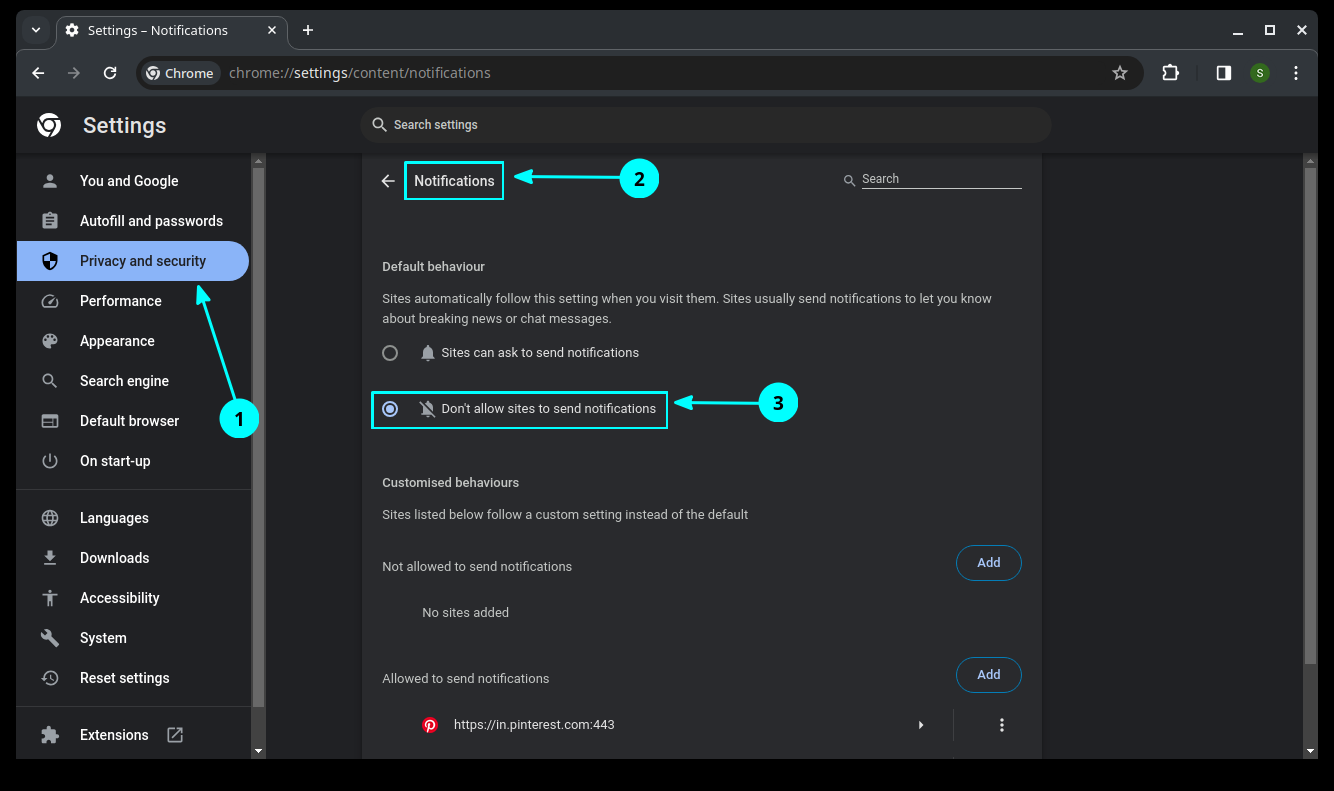 Settings – Notifications
Chrome
chrome://settings/content/notifications
S
Settings
Search settings
You and Google
Autofill and passwords
Privacy and security
Performance
Appearance
Search engine
Default browser
On start-up
Languages
Downloads
Accessibility
System
Reset settings
Extensions
1
Notifications
2
Search
Default behaviour
Sites automatically follow this setting when you visit them. Sites usually send notifications to let you know
about breaking news or chat messages.
Sites can ask to send notifications
Don't allow sites to send notifications
3
Customised behaviours
Sites listed below follow a custom setting instead of the default
Not allowed to send notifications
Add
No sites added
Allowed to send notifications
Add
https://in.pinterest.com:443